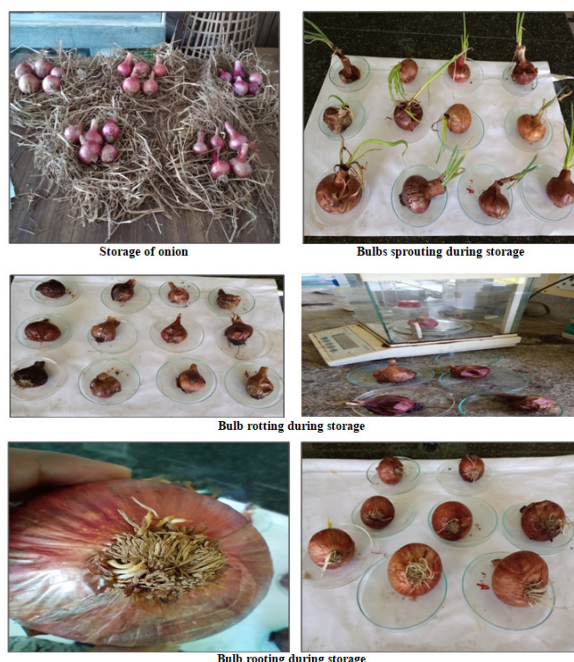 Storage of onion
Bulbs sprouting during storage
Bulb rotting during storage
Bulb rooting during storage